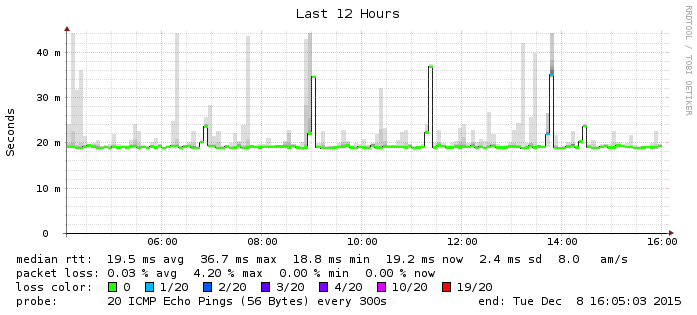 Last 12 Hours
RRDTOOL / TOBI OETIKER
Seconds
40 m
30 m
20 m
10 m
0
06:00 08:00 10:00 12:00 14:00 16:00
median rtt: 19.5 ms avg 36.7 ms max 18.8 ms min 19.2 ms now 2.4 ms sd 8.0 am/s
packet loss: 0.03 % avg 4.20 % max 0.00 % min 0.00 % now
loss color: 0 1/20 2/20 3/20 4/20 10/20 19/20
probe: 20 ICMP Echo Pings (56 Bytes) every 300s end: Tue Dec 8 16:05:03 2015